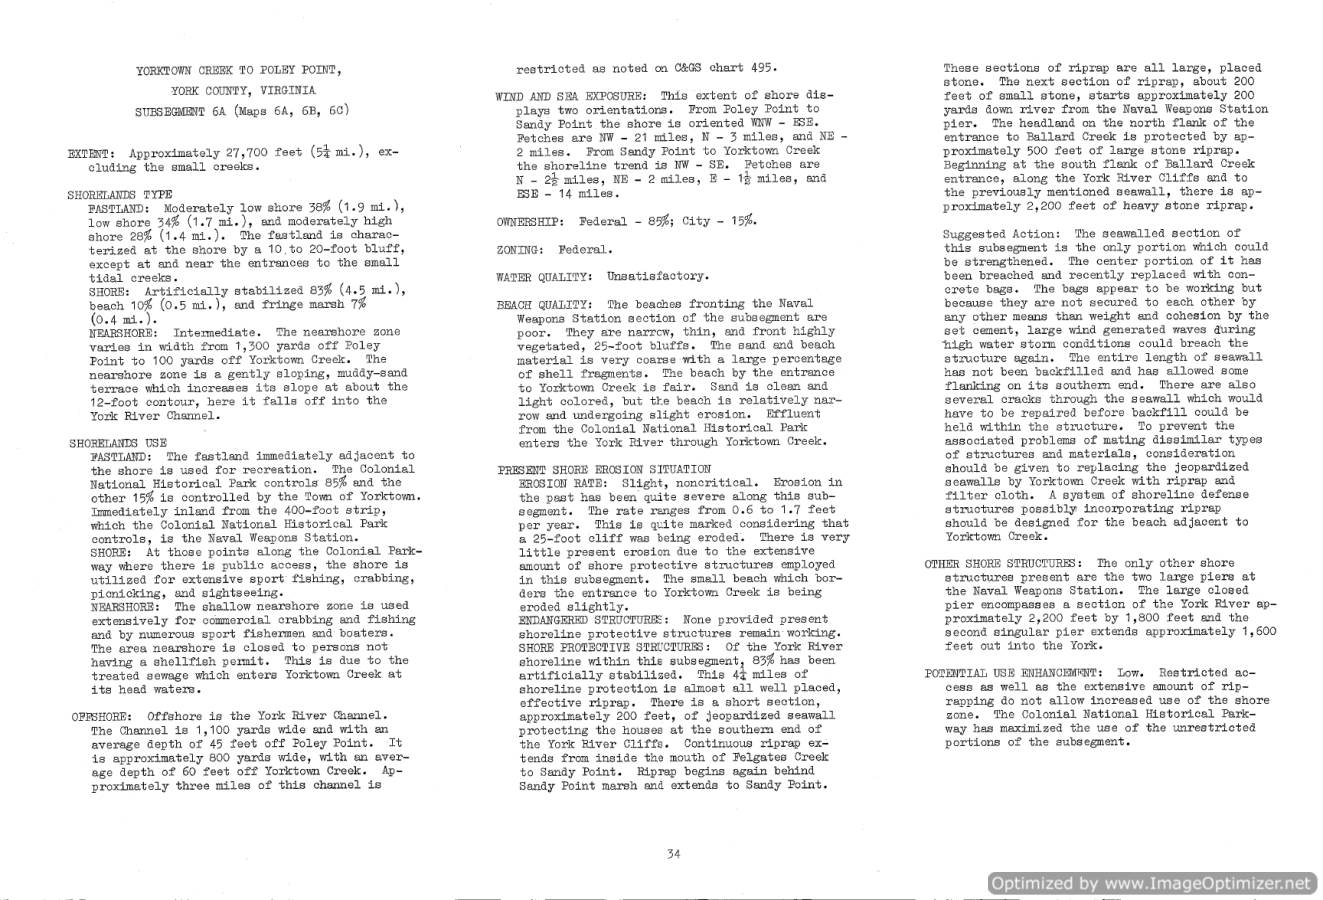 YORKTOWN CREEK TO POLEY POINT,
YORK COUNTY, VIRGINIA
SUBSEGMENT 6A (Maps 6A, 6B, 6C)
EXTENT: Approximately 27,700 feet (5¼ mi.), ex-
cluding the small creeks.
SHORELANDS TYPE
FASTLAND: Moderately low shore 38% (1.9 mi.),
low shore 34% (1.7 mi.), and moderately high
shore 28% (1.4 mi.). The fastland is charac-
terized at the shore by a 10 to 20-foot bluff,
except at and near the entrances to the small
tidal creeks.
SHORE: Artificially stabilized 83% (4.5 mi.),
beach 10% (0.5 mi.), and fringe marsh 7%
(0.4 mi.).
NEARSHORE: Intermediate. The nearshore zone
varies in width from 1,300 yards off Poley
Point to 100 yards off Yorktown Creek. The
nearshore zone is a gently sloping, muddy-sand
terrace which increases its slope at about the
12-foot contour, here it falls off into the
York River Channel.
SHORELANDS USE
FASTLAND: The fastland immediately adjacent to
the shore is used for recreation. The Colonial
National Historical Park controls 85% and the
other 15% is controlled by the Town of Yorktown.
Immediately inland from the 400-foot strip,
which the Colonial National Historical Park
controls, is the Naval Weapons Station.
SHORE: At those points along the Colonial Park-
way where there is public access, the shore is
utilized for extensive sport fishing, crabbing,
picnicking, and sightseeing.
NEARSHORE: The shallow nearshore zone is used
extensively for commercial crabbing and fishing
and by numerous sport fishermen and boaters.
The area nearshore is closed to persons not
having a shellfish permit. This is due to the
treated sewage which enters Yorktown Creek at
its head waters.
OFFSHORE: Offshore is the York River Channel.
The Channel is 1,100 yards wide and with an
average depth of 45 feet off Poley Point. It
is approximately 800 yards wide, with an aver-
age depth of 60 feet off Yorktown Creek. Ap-
proximately three miles of this channel is
restricted as noted on C&GS chart 495.
WIND AND SEA EXPOSURE: This extent of shore dis-
plays two orientations. From Poley Point to
Sandy Point the shore is oriented WNW - ESE.
Fetches are NW - 21 miles, N - 3 miles, and NE -
2 miles. From Sandy Point to Yorktown Creek
the shoreline trend is NW - SE. Fetches are
N - 2½ miles, NE - 2 miles, E - 1½ miles, and
ESE - 14 miles.
OWNERSHIP: Federal - 85%; City - 15%.
ZONING: Federal.
WATER QUALITY: Unsatisfactory.
BEACH QUALITY: The beaches fronting the Naval
Weapons Station section of the subsegment are
poor. They are narrow, thin, and front highly
vegetated, 25-foot bluffs. The sand and beach
material is very coarse with a large percentage
of shell fragments. The beach by the entrance
to Yorktown Creek is fair. Sand is clean and
light colored, but the beach is relatively nar-
row and undergoing slight erosion. Effluent
from the Colonial National Historical Park
enters the York River through Yorktown Creek.
PRESENT SHORE EROSION SITUATION
EROSION RATE: Slight, noncritical. Erosion in
the past has been quite severe along this sub-
segment. The rate ranges from 0.6 to 1.7 feet
per year. This is quite marked considering that
a 25-foot cliff was being eroded. There is very
little present erosion due to the extensive
amount of shore protective structures employed
in this subsegment. The small beach which bor-
ders the entrance to Yorktown Creek is being
eroded slightly.
ENDANGERED STRUCTURES: None provided present
shoreline protective structures remain working.
SHORE PROTECTIVE STRUCTURES: Of the York River
shoreline within this subsegment, 83% has been
artificially stabilized. This 4½ miles of
shoreline protection is almost all well placed,
effective riprap. There is a short section,
approximately 200 feet, of jeopardized seawall
protecting the houses at the southern end of
the York River Cliffs. Continuous riprap ex-
tends from inside the mouth of Felgates Creek
to Sandy Point. Riprap begins again behind
Sandy Point marsh and extends to Sandy Point.
These sections of riprap are all large, placed
stone. The next section of riprap, about 200
feet of small stone, starts approximately 200
yards down river from the Naval Weapons Station
pier. The headland on the north flank of the
entrance to Ballard Creek is protected by ap-
proximately 500 feet of large stone riprap.
Beginning at the south flank of Ballard Creek
entrance, along the York River Cliffs and to
the previously mentioned seawall, there is ap-
proximately 2,200 feet of heavy stone riprap.
Suggested Action: The seawalled section of
this subsegment is the only portion which could
be strengthened. The center portion of it has
been breached and recently replaced with con-
crete bags. The bags appear to be working but
because they are not secured to each other by
any other means than weight and cohesion by the
set cement, large wind generated waves during
high water storm conditions could breach the
structure again. The entire length of seawall
has not been backfilled and has allowed some
flanking on its southern end. There are also
several cracks through the seawall which would
have to be repaired before backfill could be
held within the structure. To prevent the
associated problems of mating dissimilar types
of structures and materials, consideration
should be given to replacing the jeopardized
seawalls by Yorktown Creek with riprap and
filter cloth. A system of shoreline defense
structures possibly incorporating riprap
should be designed for the beach adjacent to
Yorktown Creek.
OTHER SHORE STRUCTURES: The only other shore
structures present are the two large piers at
the Naval Weapons Station. The large closed
pier encompasses a section of the York River ap-
proximately 2,200 feet by 1,800 feet and the
second singular pier extends approximately 1,600
feet out into the York.
POTENTIAL USE ENHANCEMENT: Low. Restricted ac-
cess as well as the extensive amount of rip-
rapping do not allow increased use of the shore
zone. The Colonial National Historical Park-
way has maximized the use of the unrestricted
portions of the subsegment.
34
Optimized by www.ImageOptimizer.net